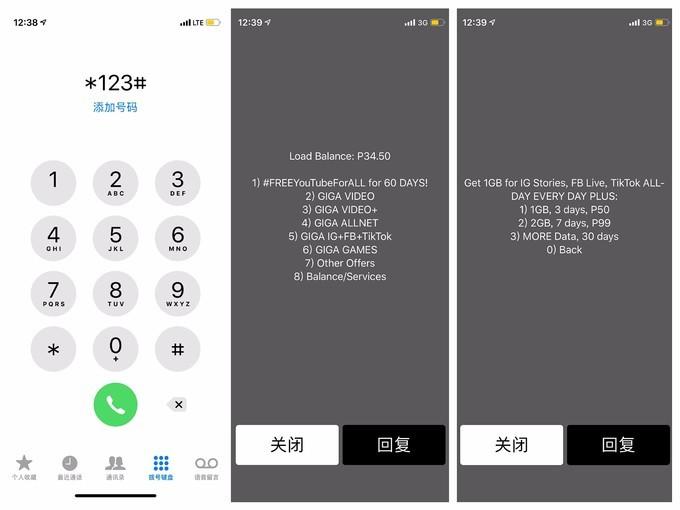 12:38
LTE
*123#
添加号码
1
2
ABC
3
DEF
4
GHI
5
JKL
6
MNO
7
PQRS
8
TUV
9
WXYZ
*
0
+
#
个人收藏
最近通话
通讯录
拨号键盘
语音留言
12:39
3G
Load Balance: P34.50
1) #FREEYouTubeForALL for 60 DAYS!
2) GIGA VIDEO
3) GIGA VIDEO+
4) GIGA ALLNET
5) GIGA IG+FB+TikTok
6) GIGA GAMES
7) Other Offers
8) Balance/Services
关闭
回复
12:39
3G
Get 1GB for IG Stories, FB Live, TikTok ALL-
DAY EVERY DAY PLUS:
1) 1GB, 3 days, P50
2) 2GB, 7 days, P99
3) MORE Data, 30 days
0) Back
关闭
回复